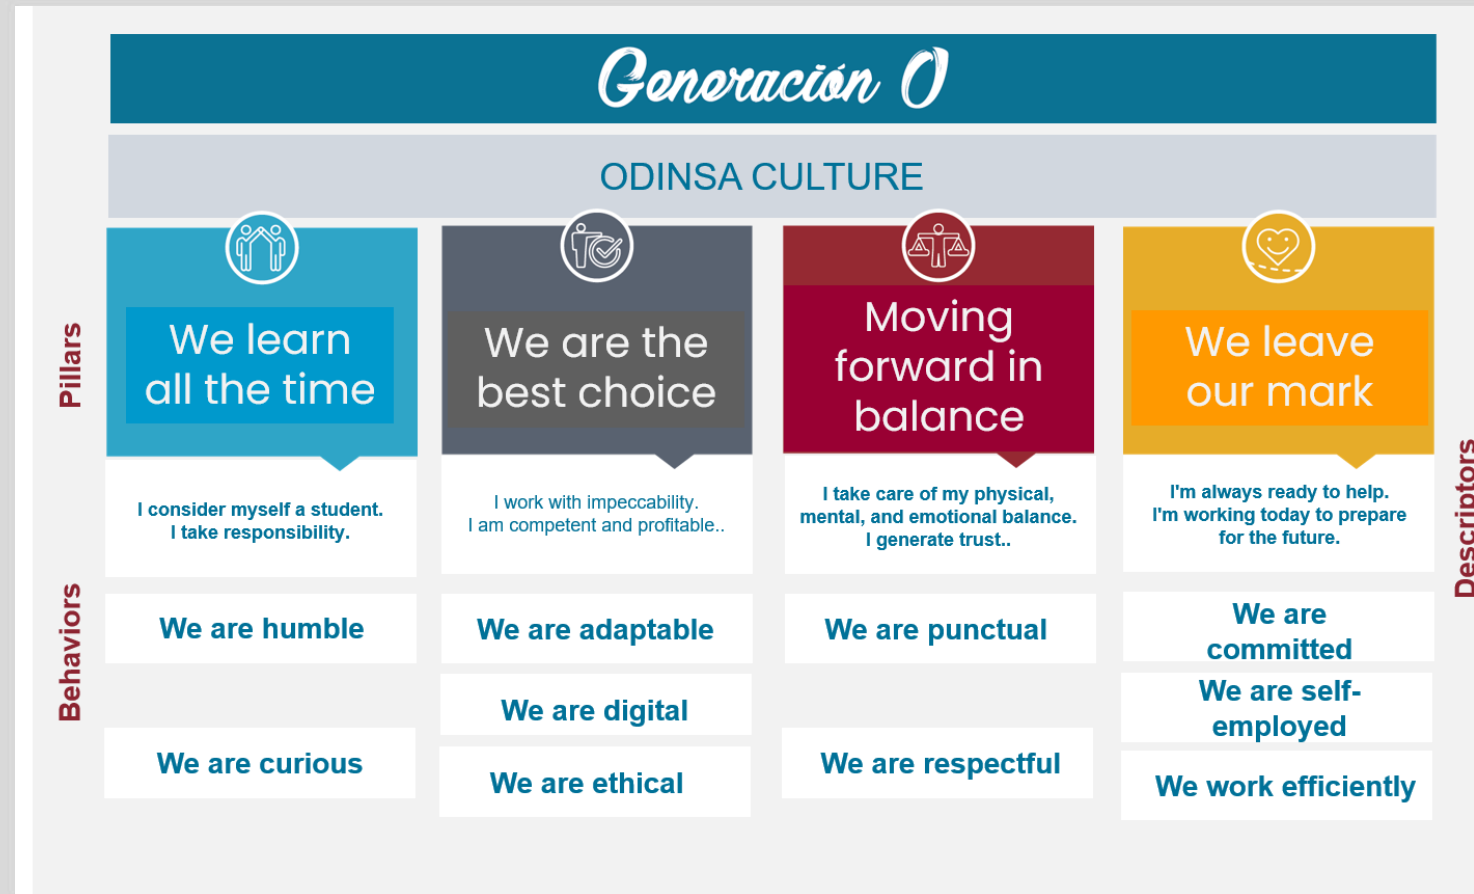 Generación O
ODINSA CULTURE
Pillars
We learn
all the time
We are the
best choice
Moving
forward in
balance
We leave
our mark
Descriptors
I consider myself a student.
I take responsibility.
I work with impeccability.
I am competent and profitable..
I take care of my physical,
mental, and emotional balance.
I generate trust..
I'm always ready to help.
I'm working today to prepare
for the future.
Behaviors
We are humble
We are curious
We are adaptable
We are digital
We are ethical
We are punctual
We are respectful
We are
committed
We are self-
employed
We work efficiently